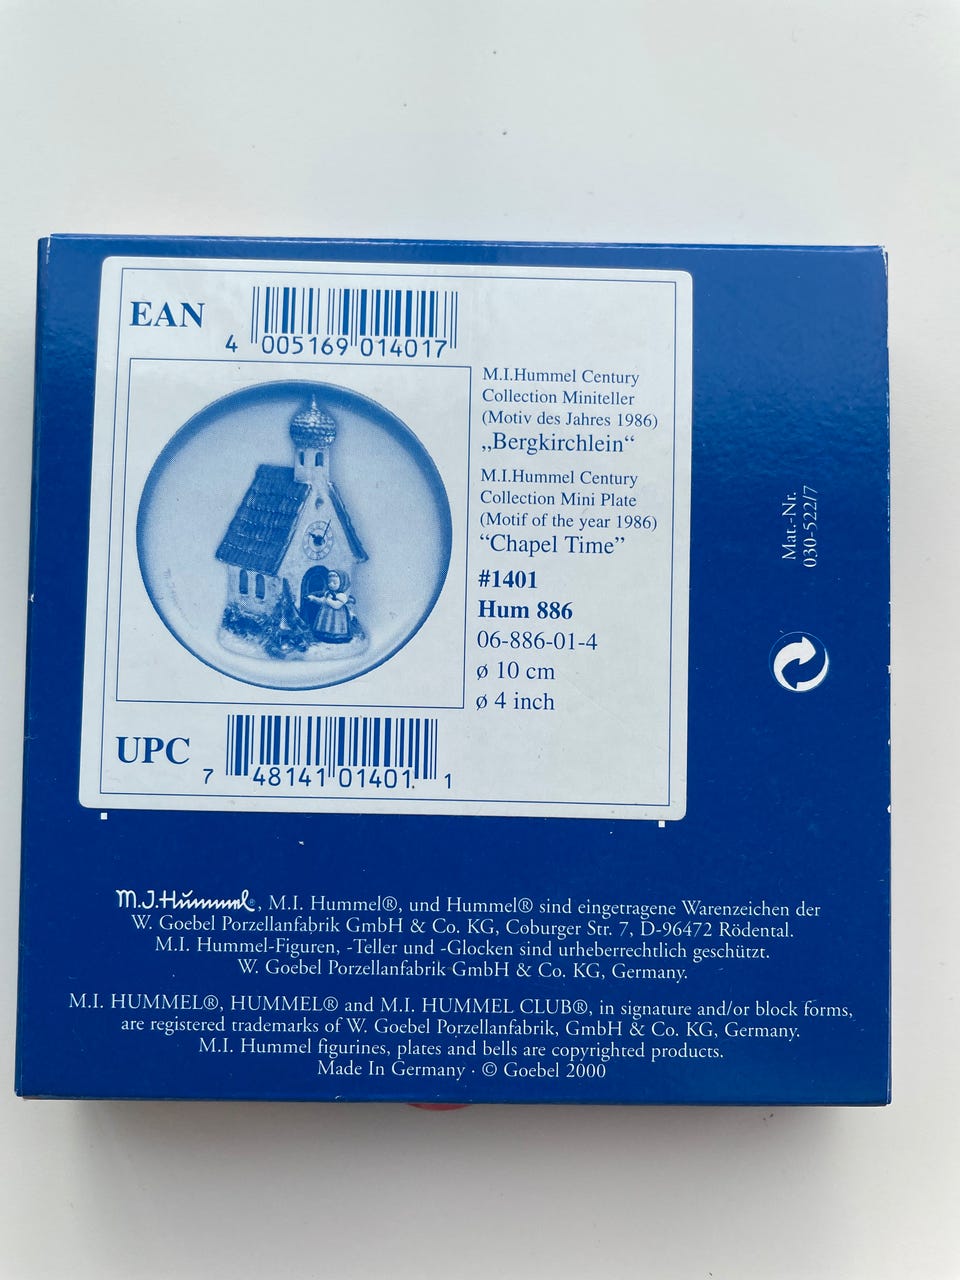 EAN
4 005169 014017
M.I.Hummel Century
Collection Miniteller
(Motiv des Jahres 1986)
„Bergkirchlein“
M.I.Hummel Century
Collection Mini Plate
(Motif of the year 1986)
“Chapel Time”
#1401
Hum 886
06-886-01-4
ø 10 cm
ø 4 inch
UPC
7 48141 01401 1
Mat.-Nr.
030-522/7
M.J.Hümmel®, M.I. Hummel®, und Hummel® sind eingetragene Warenzeichen der
W. Goebel Porzellanfabrik GmbH & Co. KG, Coburger Str. 7, D-96472 Rödental.
M.I. Hummel-Figuren, -Teller und -Glocken sind urheberrechtlich geschützt.
W. Goebel Porzellanfabrik GmbH & Co. KG, Germany.
M.I. HUMMEL®, HUMMEL® and M.I. HUMMEL CLUB®, in signature and/or block forms,
are registered trademarks of W. Goebel Porzellanfabrik, GmbH & Co. KG, Germany.
M.I. Hummel figurines, plates and bells are copyrighted products.
Made In Germany · © Goebel 2000